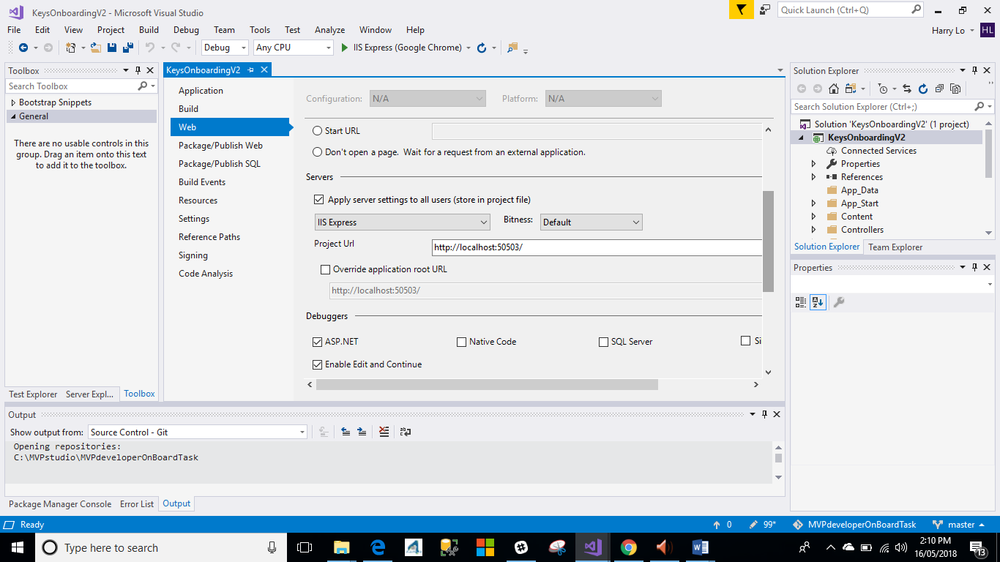 KeysOnboardingV2 - Microsoft Visual Studio
Quick Launch (Ctrl+Q)
File Edit View Project Build Debug Team Tools Test Analyze Window Help
Harry Lo HL
Debug Any CPU IIS Express (Google Chrome)
Toolbox
Search Toolbox
Bootstrap Snippets
General
There are no usable controls in this
group. Drag an item onto this text
to add it to the toolbox.
Test Explorer Server Expl... Toolbox
KeysOnboardingV2
Application
Build
Web
Package/Publish Web
Package/Publish SQL
Build Events
Resources
Settings
Reference Paths
Signing
Code Analysis
Configuration: N/A Platform: N/A
Start URL
Don't open a page. Wait for a request from an external application.
Servers
Apply server settings to all users (store in project file)
IIS Express Bitness: Default
Project Url http://localhost:50503/
Override application root URL
http://localhost:50503/
Debuggers
ASP.NET Native Code SQL Server Si
Enable Edit and Continue
Solution Explorer
Search Solution Explorer (Ctrl+;)
Solution 'KeysOnboardingV2' (1 project)
KeysOnboardingV2
Connected Services
Properties
References
App_Data
App_Start
Content
Controllers
Solution Explorer Team Explorer
Properties
Output
Show output from: Source Control - Git
Opening repositories:
C:\MVPstudio\MVPdeveloperOnBoardTask
Package Manager Console Error List Output
Ready 0 99* MVPdeveloperOnBoardTask master
Type here to search
2:10 PM
16/05/2018
13